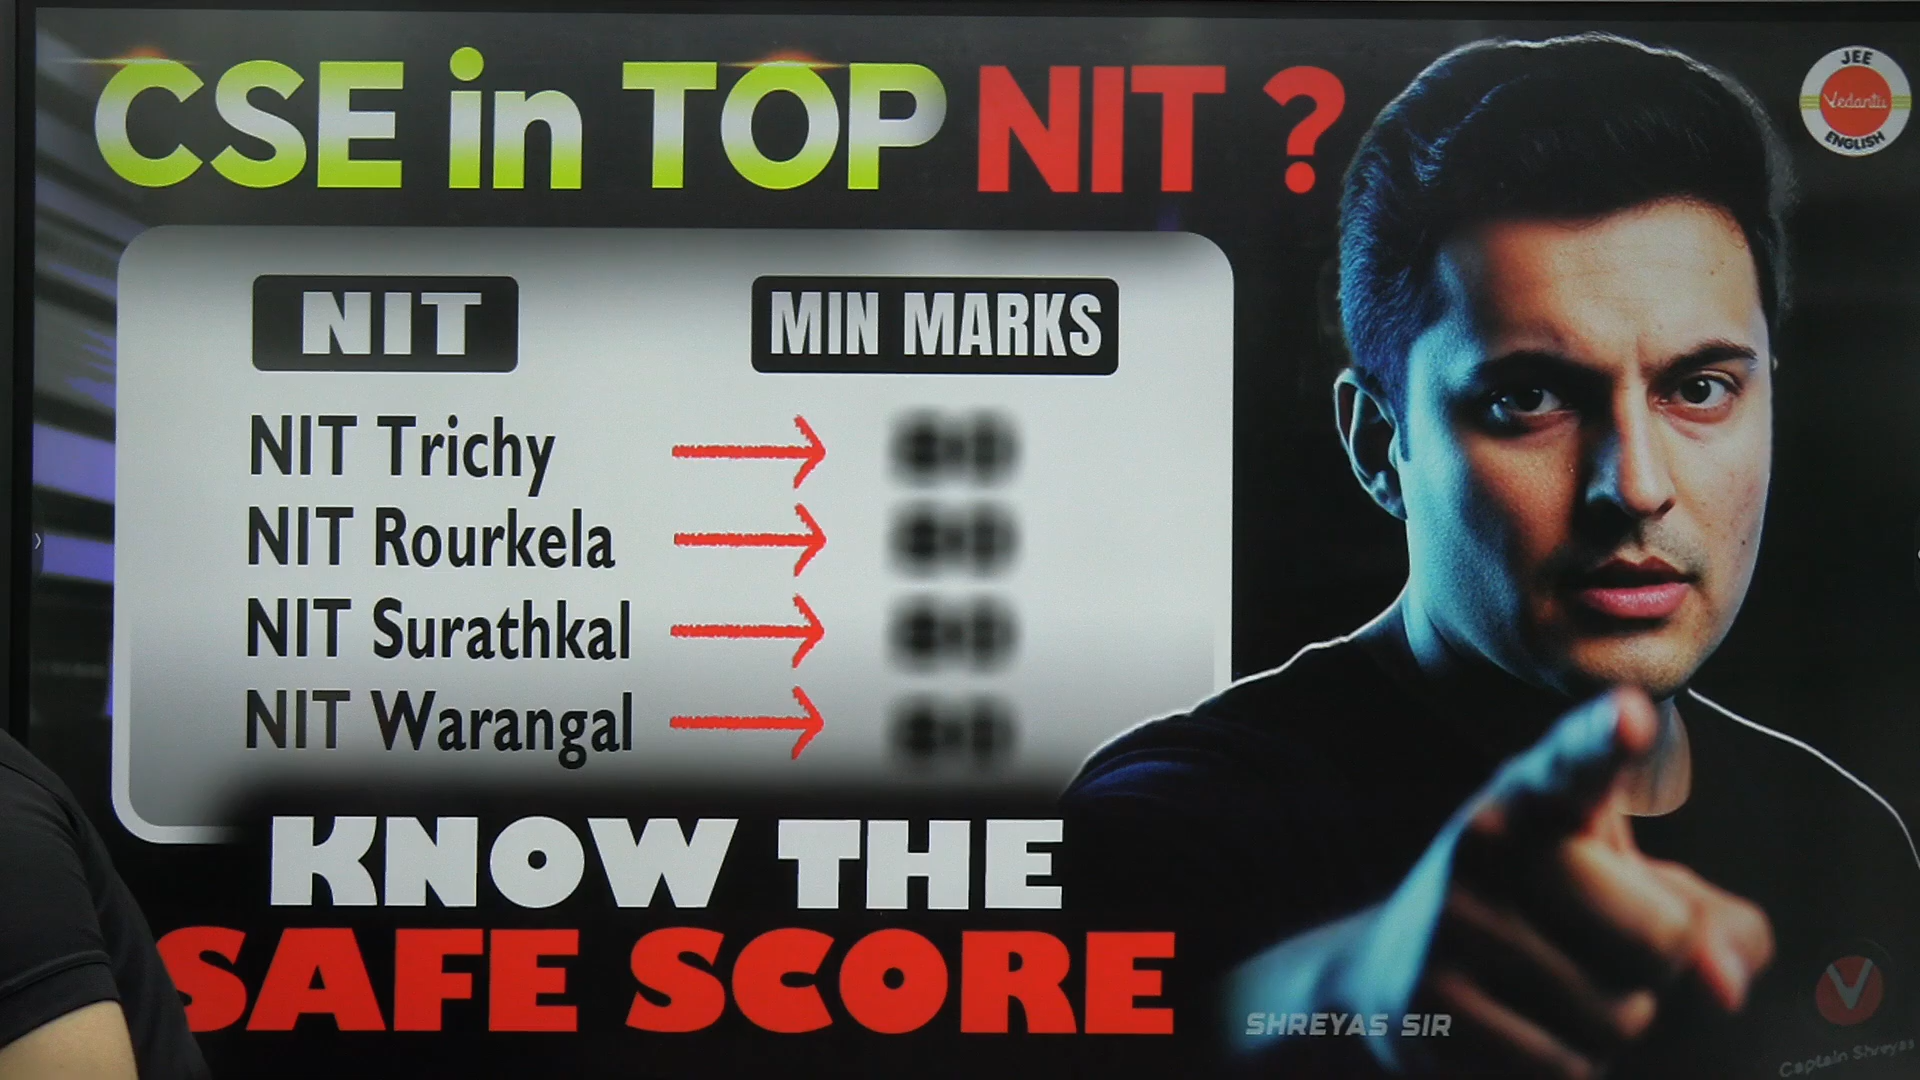 CSE in TOP NIT ?
JEE
Vedantu
ENGLISH
NIT MIN MARKS
NIT Trichy
NIT Rourkela
NIT Surathkal
NIT Warangal
KNOW THE
SAFE SCORE
SHREYAS SIR
V
Captain Shreyas